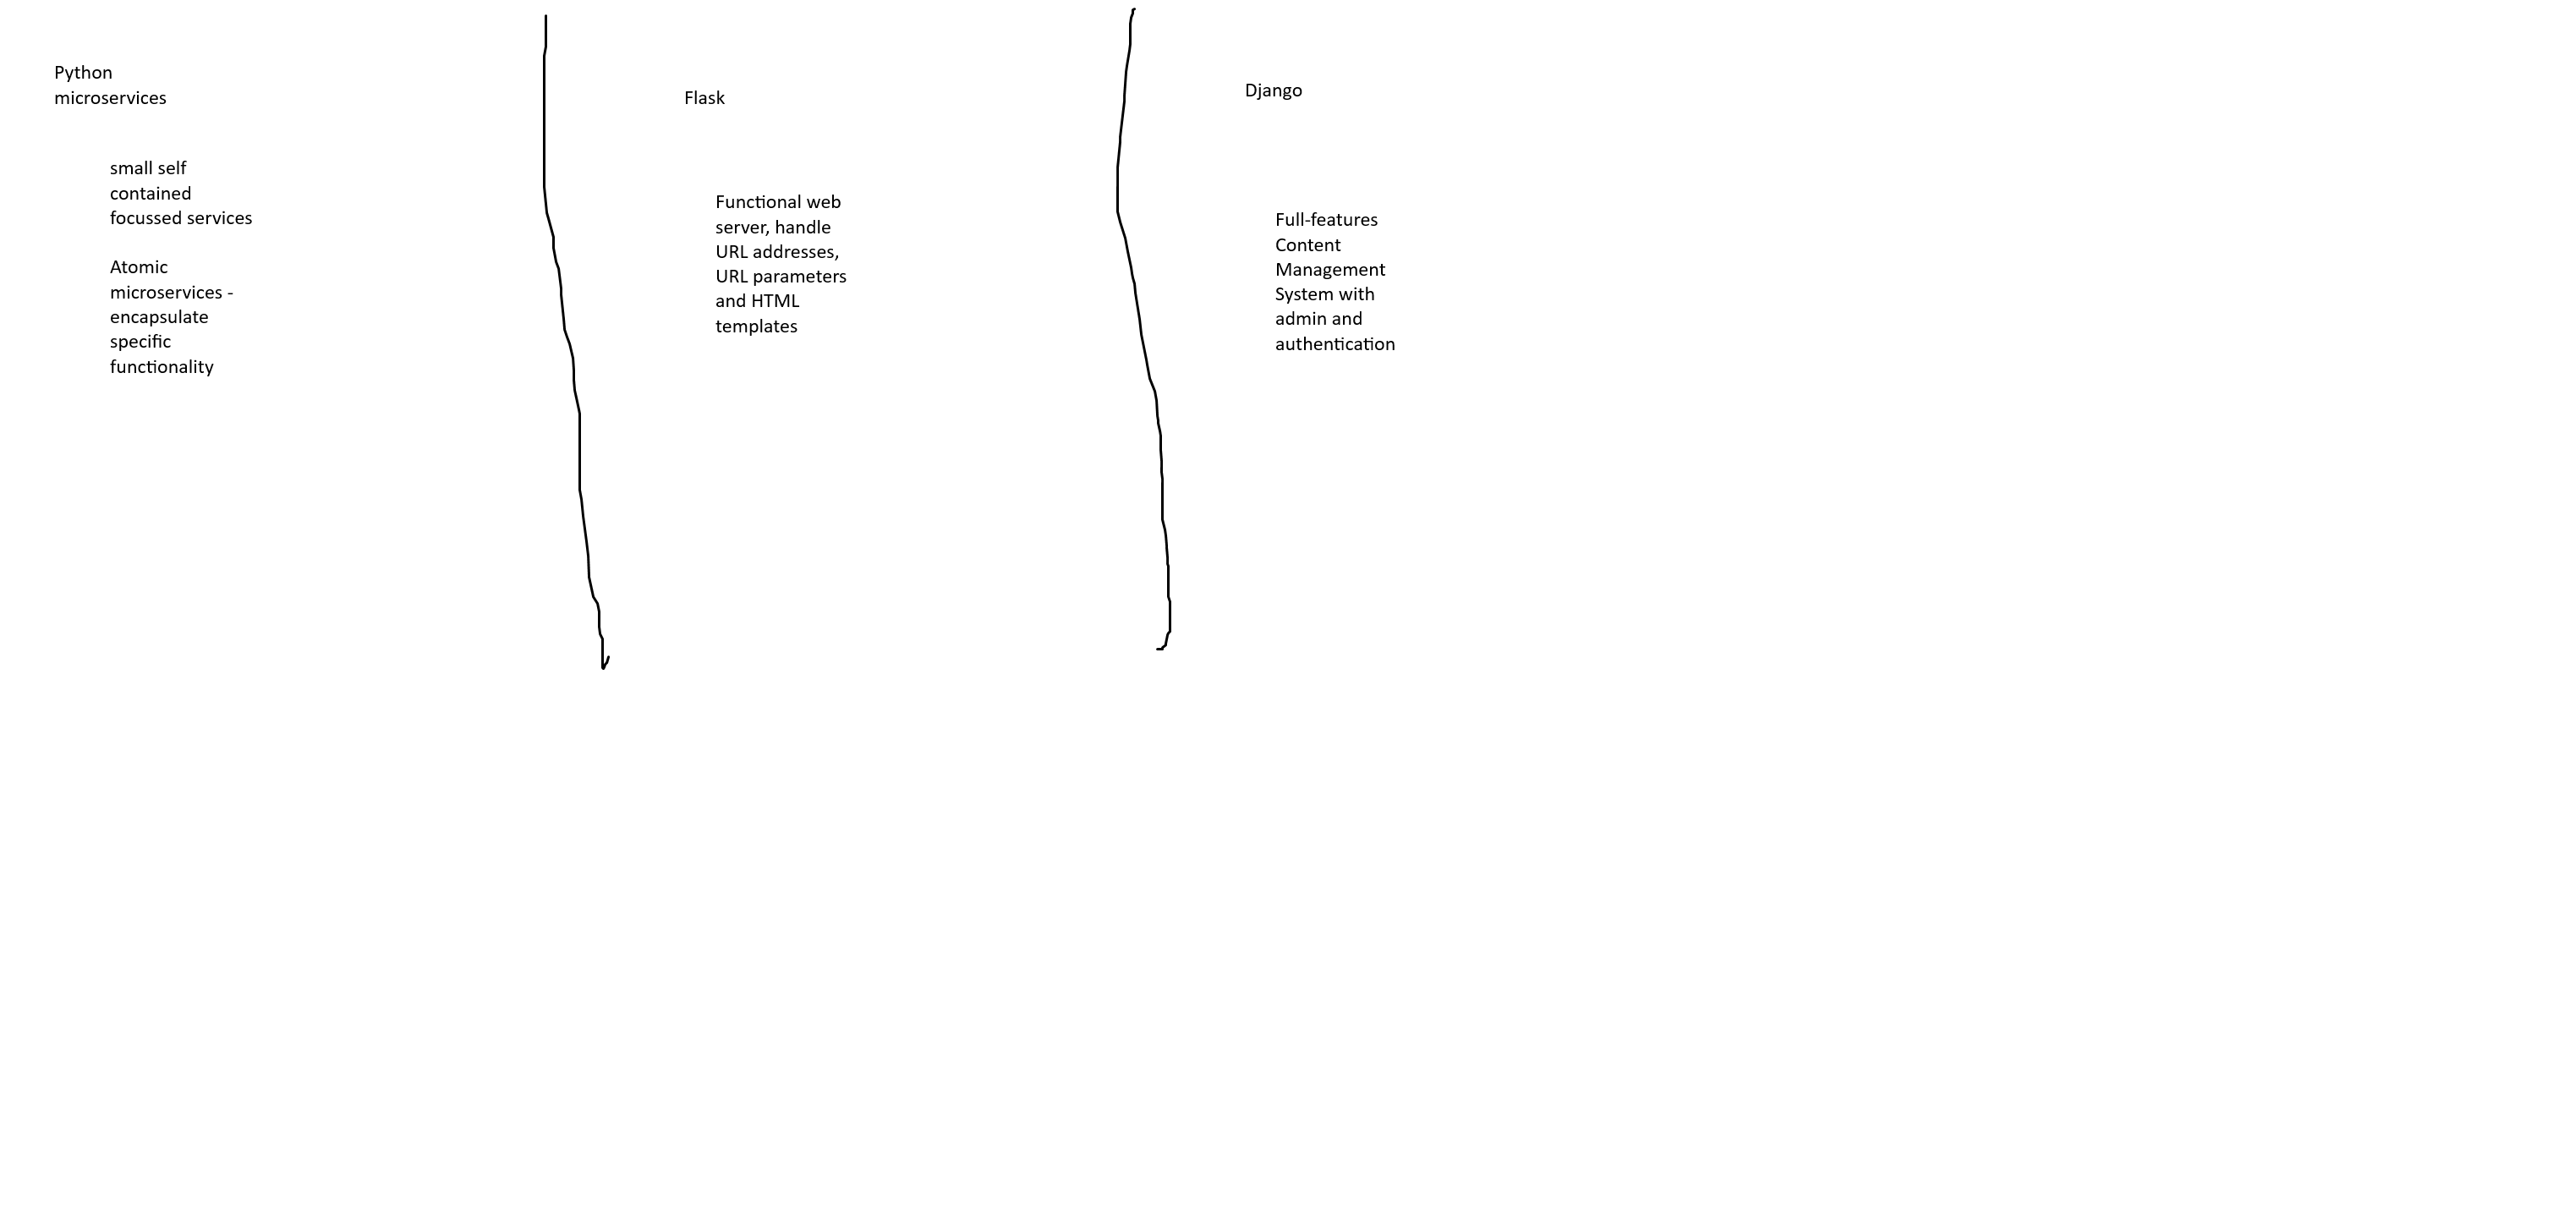 Python
microservices
small self
contained
focussed services
Atomic
microservices -
encapsulate
specific
functionality
Flask
Functional web
server, handle
URL addresses,
URL parameters
and HTML
templates
Django
Full-features
Content
Management
System with
admin and
authentication